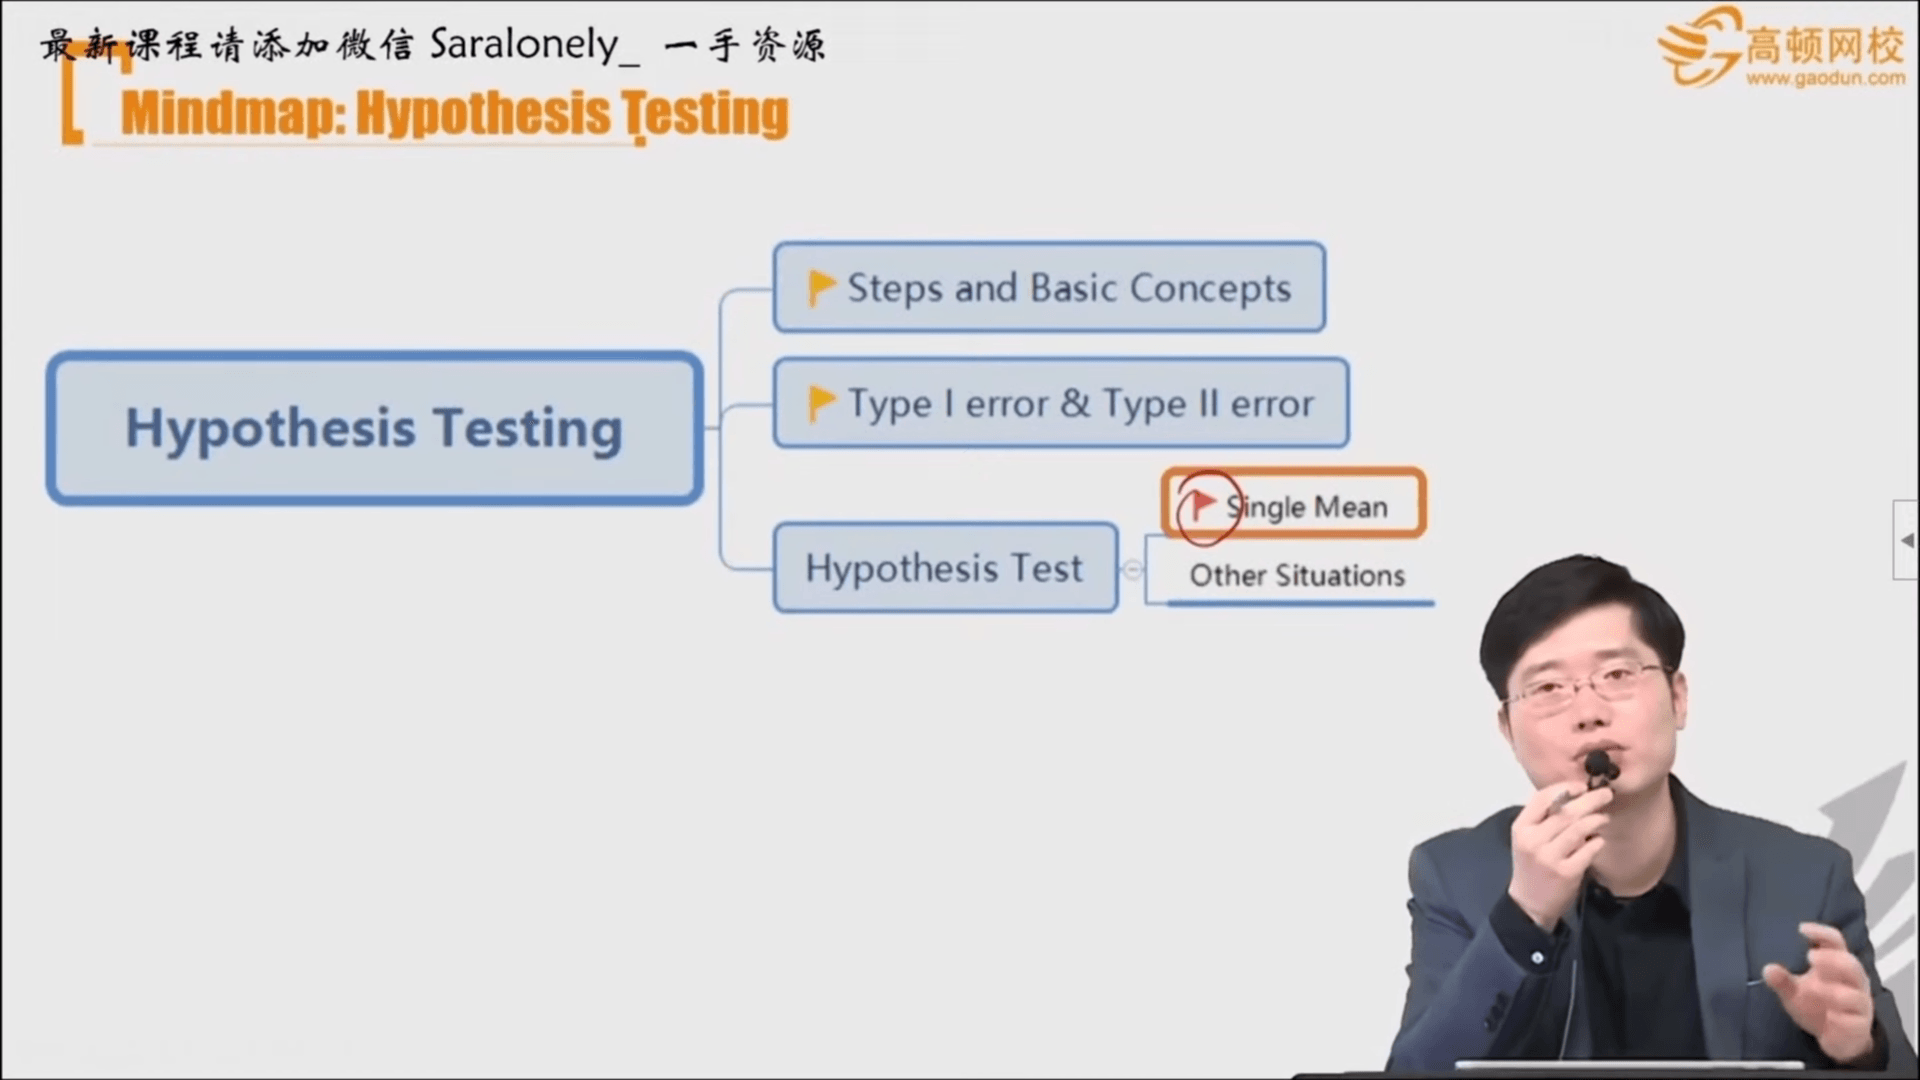 最新课程请添加微信 Saralonely_ 一手资源
高顿网校
www.gaodun.com
Mindmap: Hypothesis Testing
Hypothesis Testing
Steps and Basic Concepts
Type I error & Type II error
Hypothesis Test
Single Mean
Other Situations